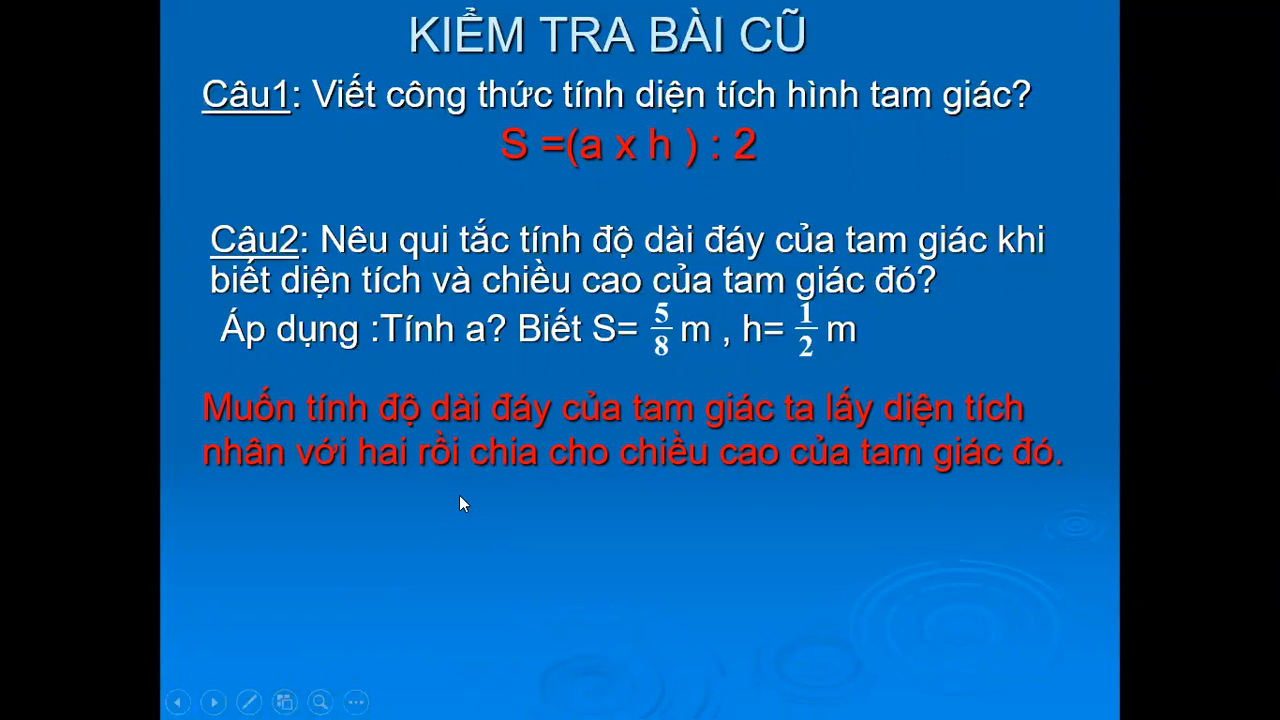 KIỂM TRA BÀI CŨ
Câu1: Viết công thức tính diện tích hình tam giác?
S =(a x h ) : 2
Câu2: Nêu qui tắc tính độ dài đáy của tam giác khi
biết diện tích và chiều cao của tam giác đó?
Áp dụng :Tính a? Biết S= 5/8 m , h= 1/2 m
Muốn tính độ dài đáy của tam giác ta lấy diện tích
nhân với hai rồi chia cho chiều cao của tam giác đó.